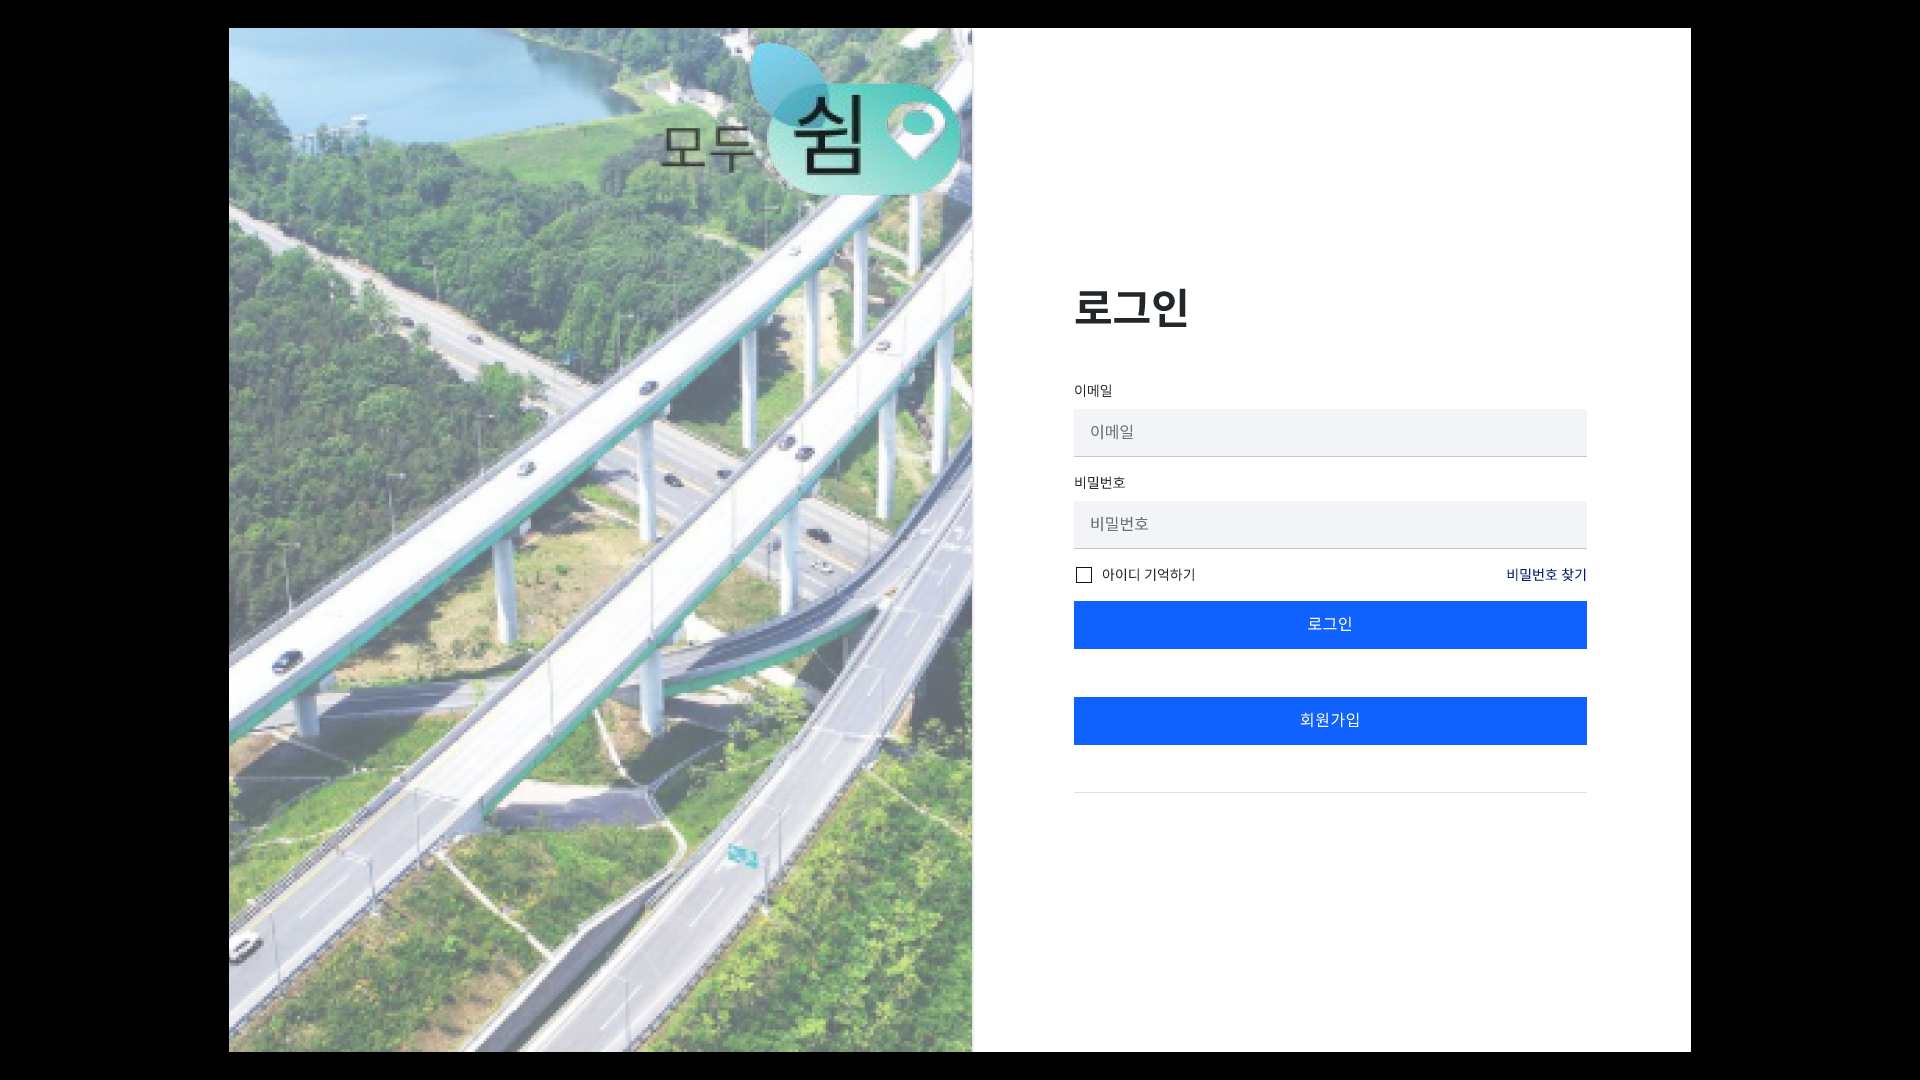 모두 쉼
로그인
이메일
이메일
비밀번호
비밀번호
아이디 기억하기 비밀번호 찾기
로그인
회원가입